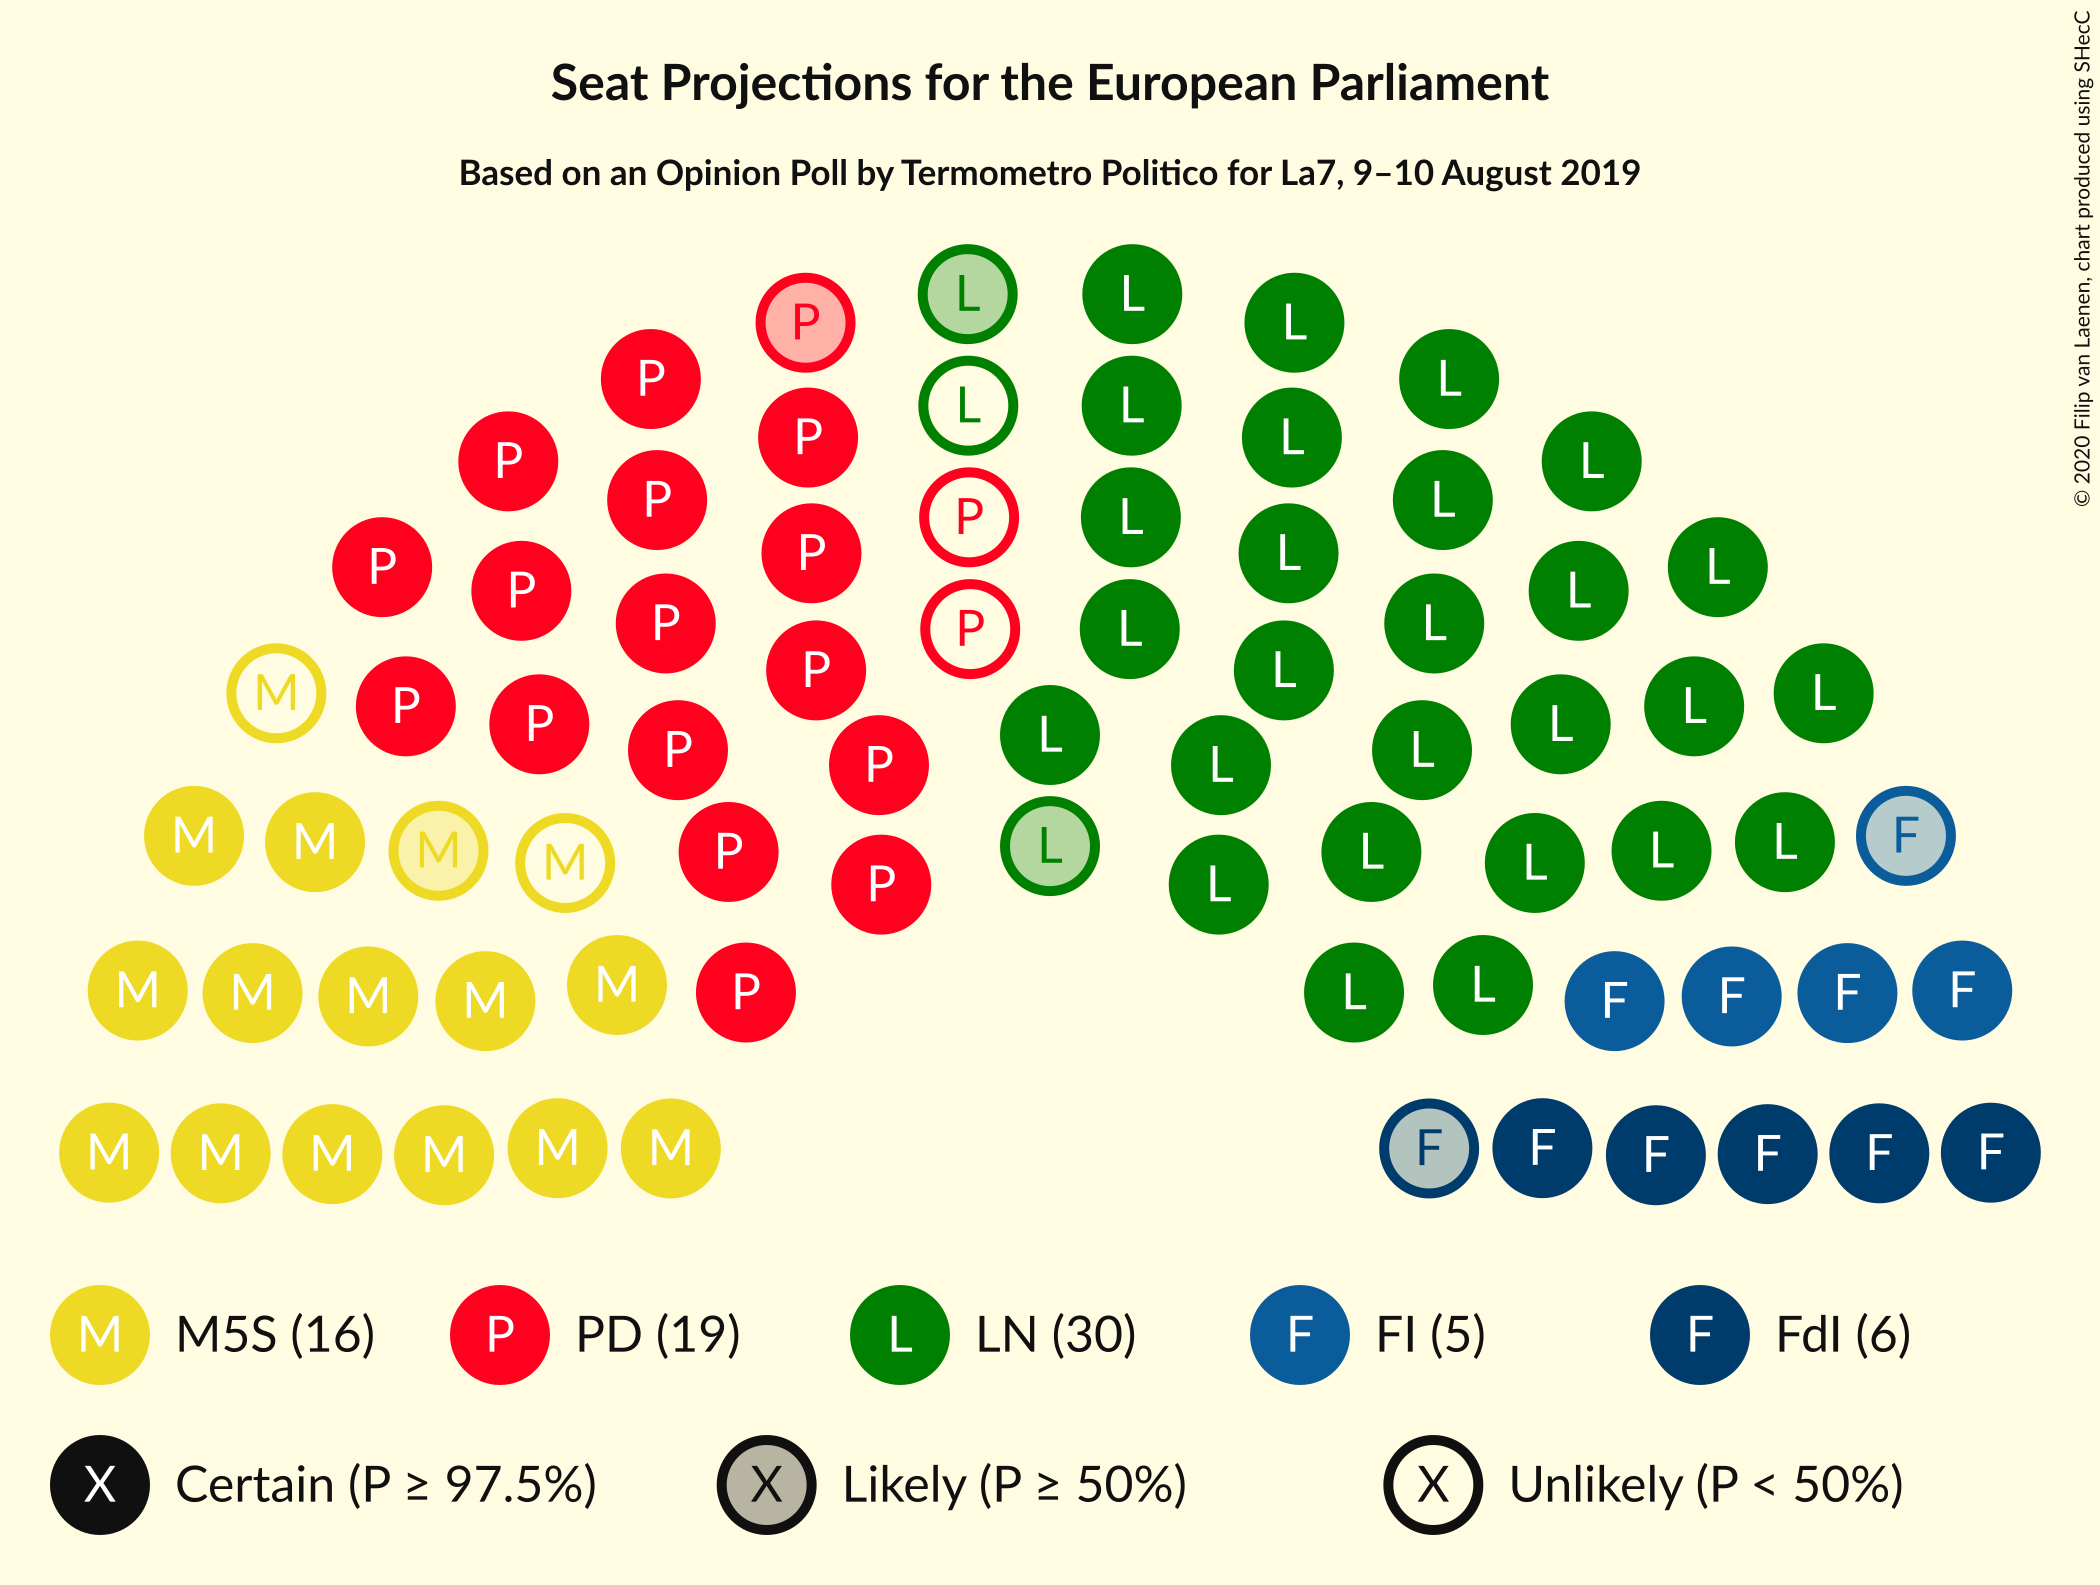 Seat Projections for the European Parliament
Based on an Opinion Poll by Termometro Politico for La7, 9–10 August 2019
© 2020 Filip van Laenen, chart produced using SHecC
L L
P L
P L
L L
P L
P L
P L
P L
P L
P L
P L
P L
P L
P L
P L
M L
P L
P L
L
P L
P L
M F
M L
L
M L
M L
P L
P L
M L
M F
M F
M F
M F
P L
M F
M F
M F
M F
M F
M F
M M5S (16) P PD (19) L LN (30) F FI (5) F FdI (6)
X Certain (P ≥ 97.5%) X Likely (P ≥ 50%) X Unlikely (P < 50%)